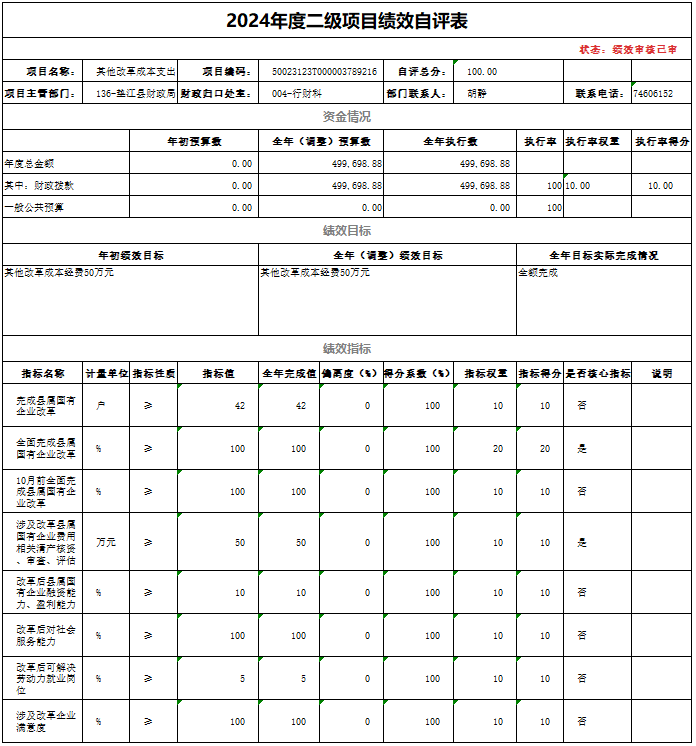 2024年度二级项目绩效自评表
状态：绩效审核已审
项目名称： 其他改革成本支出 项目编码： 50023123T000003789216 自评总分： 100.00
项目主管部门： 136-垫江县财政局 财政归口处室： 004-行财科 部门联系人： 胡静 联系电话： 74606152
资金情况
年初预算数 全年（调整）预算数 全年执行数 执行率 执行率权重 执行率得分
年度总金额 0.00 499,698.88 499,698.88
其中：财政拨款 0.00 499,698.88 499,698.88 100 10.00 10.00
一般公共预算 0.00 0.00 0.00 100
绩效目标
年初绩效目标 全年（调整）绩效目标 全年目标实际完成情况
其他改革成本经费50万元 其他改革成本经费50万元 全额完成
绩效指标
指标名称 计量单位 指标性质 指标值 全年完成值 偏离度（%） 得分系数（%） 指标权重 指标得分 是否核心指标 说明
完成县属国有
企业改革 户 ≥ 42 42 0 100 10 10 否
全面完成县属
国有企业改革 % ≥ 100 100 0 100 20 20 是
10月前全面完
成县属国有企
业改革 % ≥ 100 100 0 100 10 10 否
涉及改革县属
国有企业费用
相关清产核资
、审鉴、评估 万元 ≥ 50 50 0 100 10 10 是
改革后县属国
有企业融资能
力、盈利能力 % ≥ 10 10 0 100 10 10 否
改革后对社会
服务能力 % ≥ 100 100 0 100 10 10 否
改革后可解决
劳动力就业岗
位 % ≥ 5 5 0 100 10 10 否
涉及改革企业
满意度 % ≥ 100 100 0 100 10 10 否